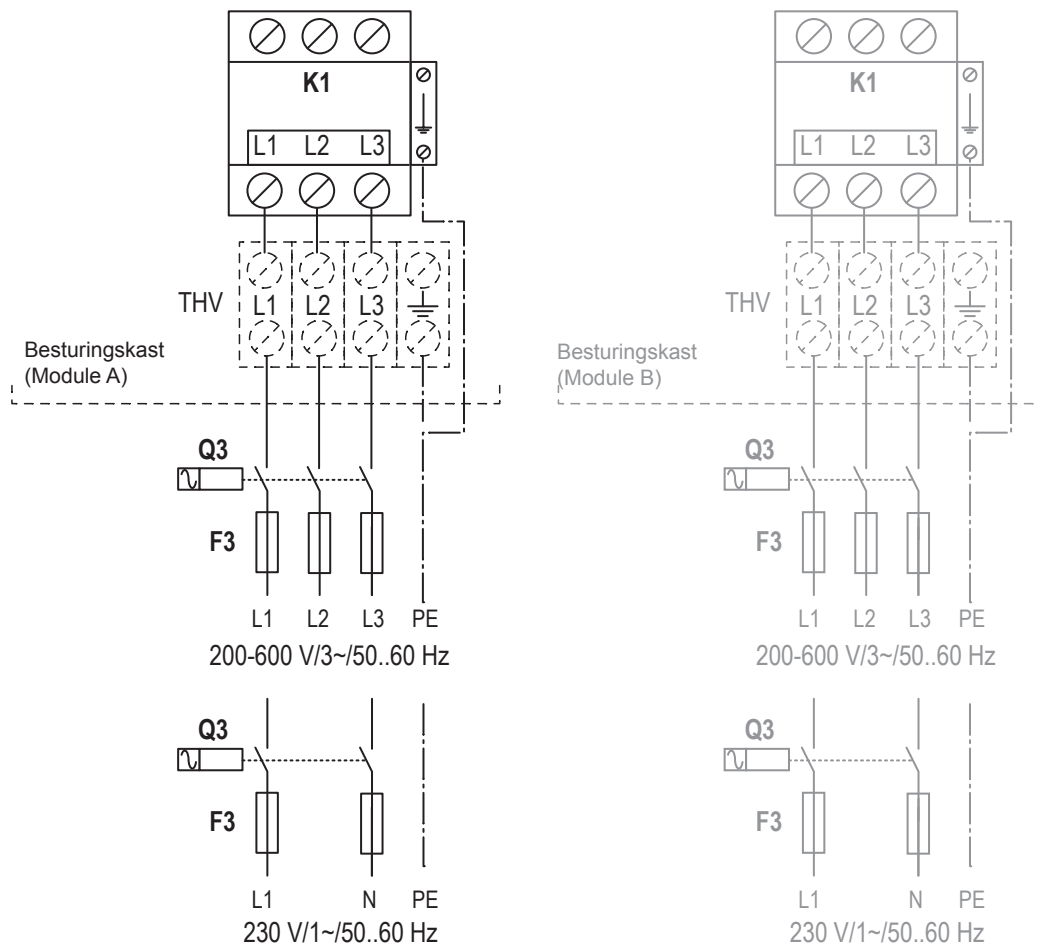 K1
L1 L2 L3
THV
L1 L2 L3
Besturingskast
(Module A)
Q3
F3
L1 L2 L3 PE
200-600 V/3~/50..60 Hz
Q3
F3
L1 N PE
230 V/1~/50..60 Hz
K1
L1 L2 L3
THV
L1 L2 L3
Besturingskast
(Module B)
Q3
F3
L1 L2 L3 PE
200-600 V/3~/50..60 Hz
Q3
F3
L1 N PE
230 V/1~/50..60 Hz